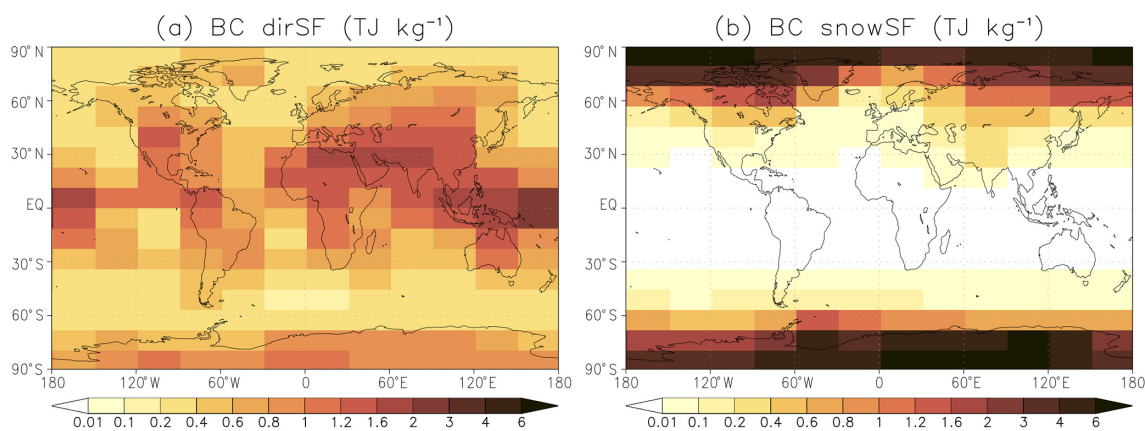 (a) BC dirSF (TJ kg⁻¹)
90°N
60°N
30°N
EQ
30°S
60°S
90°S
180 120°W 60°W 0 60°E 120°E 180
0.01 0.1 0.2 0.4 0.6 0.8 1 1.2 1.6 2 3 4 6
(b) BC snowSF (TJ kg⁻¹)
90°N
60°N
30°N
EQ
30°S
60°S
90°S
180 120°W 60°W 0 60°E 120°E 180
0.01 0.1 0.2 0.4 0.6 0.8 1 1.2 1.6 2 3 4 6